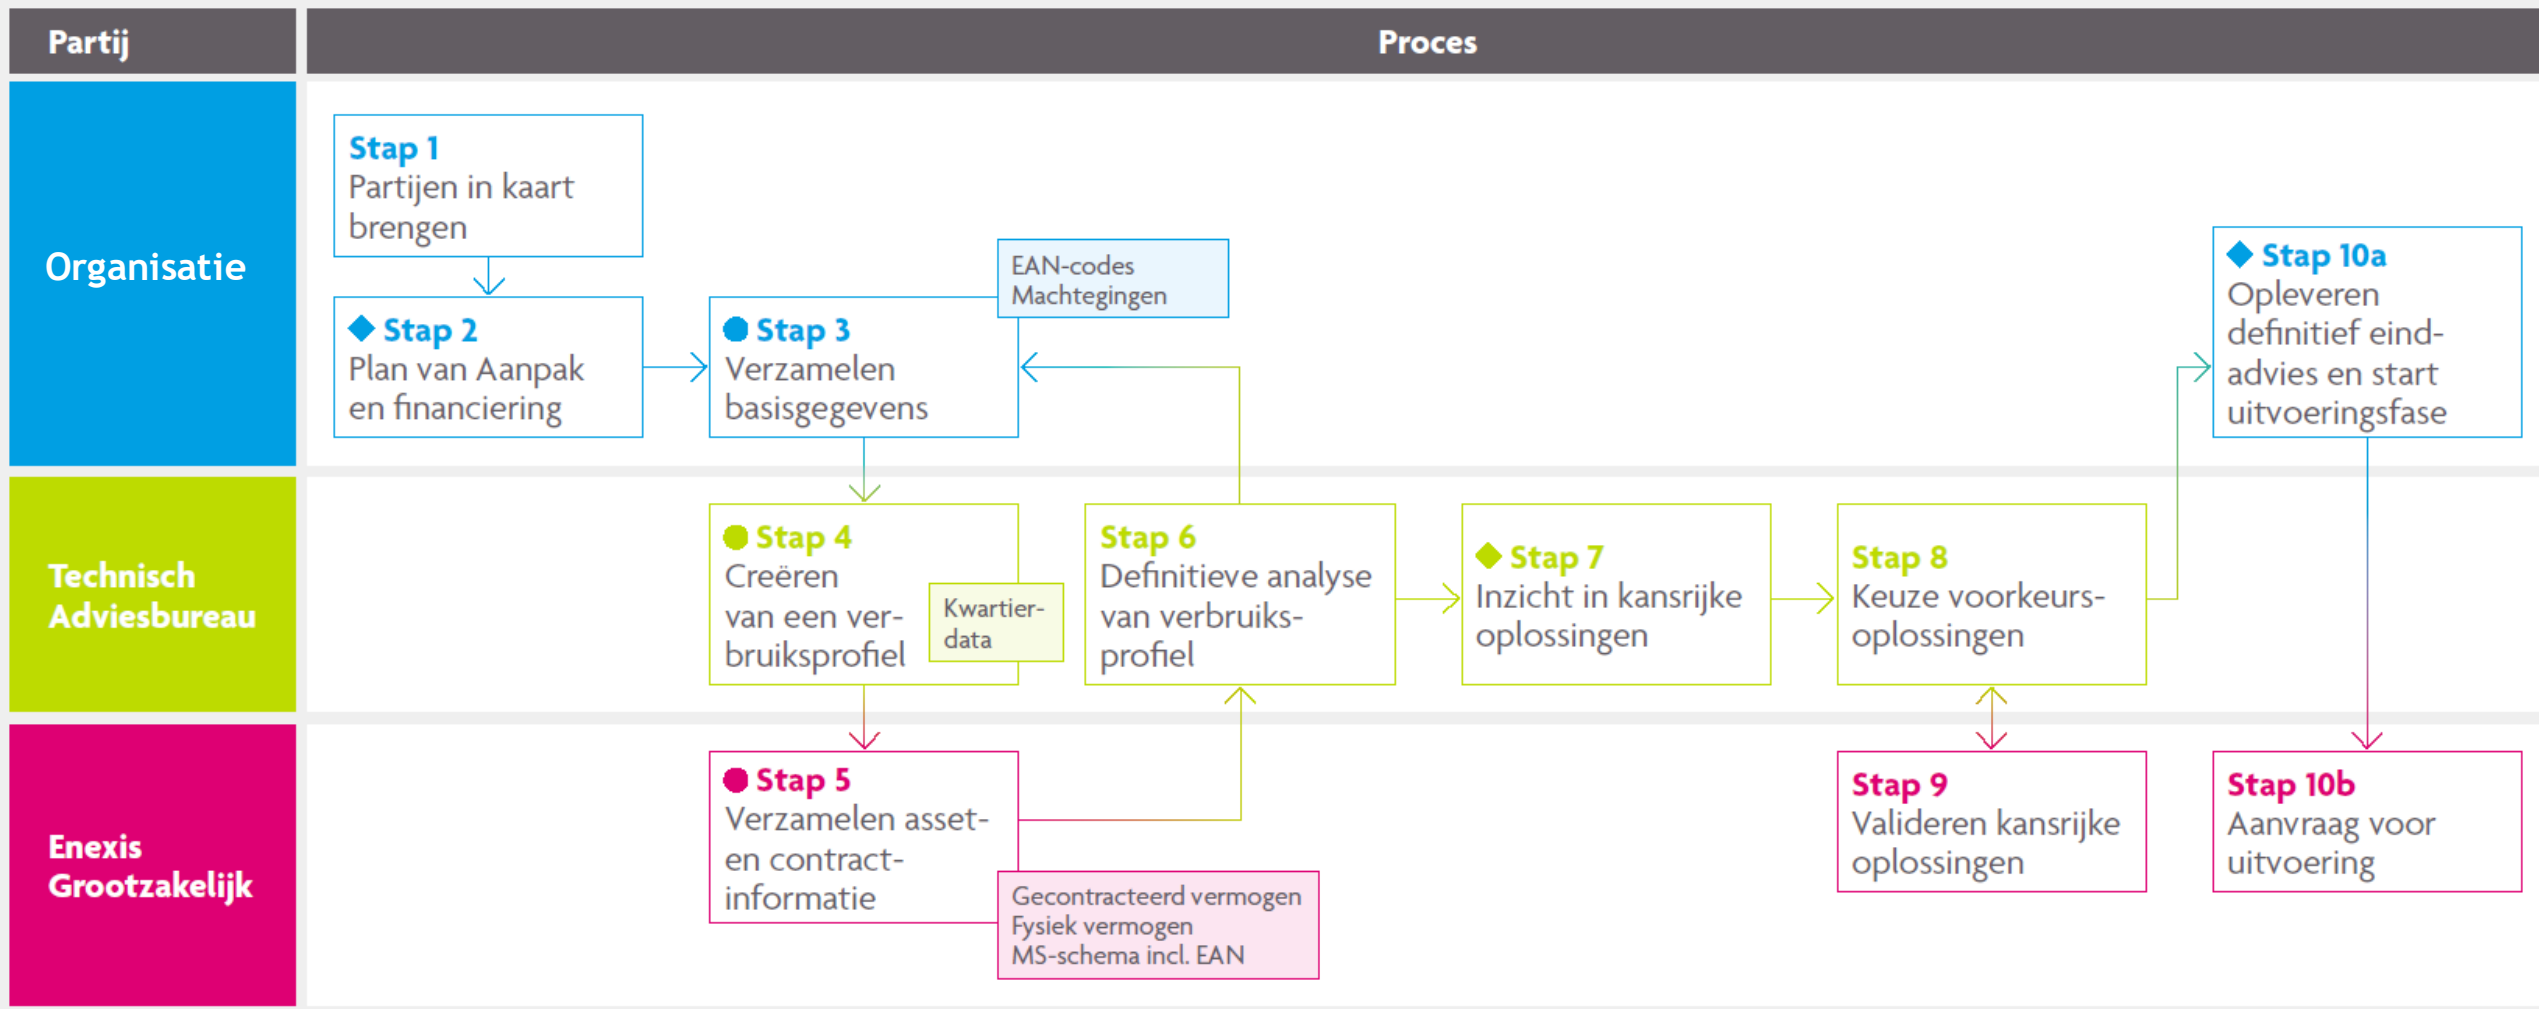 Partij
Proces
Organisatie
Stap 1
Partijen in kaart
brengen
Stap 2
Plan van Aanpak
en financiering
Stap 3
Verzamelen
basisgegevens
EAN-codes
Machtegingen
Stap 10a
Opleveren
definitief eind-
advies en start
uitvoeringsfase
Technisch
Adviesbureau
Stap 4
Creëren
van een ver-
bruiksprofiel
Kwartier-
data
Stap 6
Definitieve analyse
van verbruiks-
profiel
Stap 7
Inzicht in kansrijke
oplossingen
Stap 8
Keuze voorkeurs-
oplossingen
Enexis
Grootzakelijk
Stap 5
Verzamelen asset-
en contract-
informatie
Gecontracteerd vermogen
Fysiek vermogen
MS-schema incl. EAN
Stap 9
Valideren kansrijke
oplossingen
Stap 10b
Aanvraag voor
uitvoering